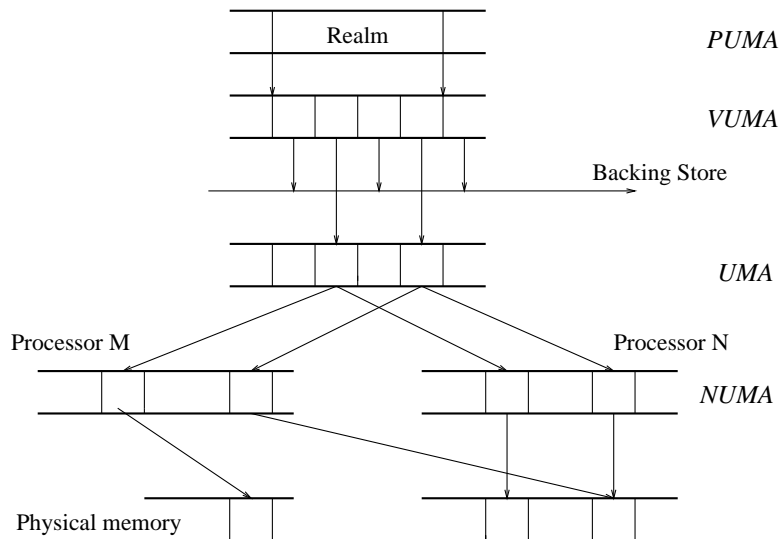 Realm
PUMA
VUMA
Backing Store
UMA
Processor M
Processor N
NUMA
Physical memory